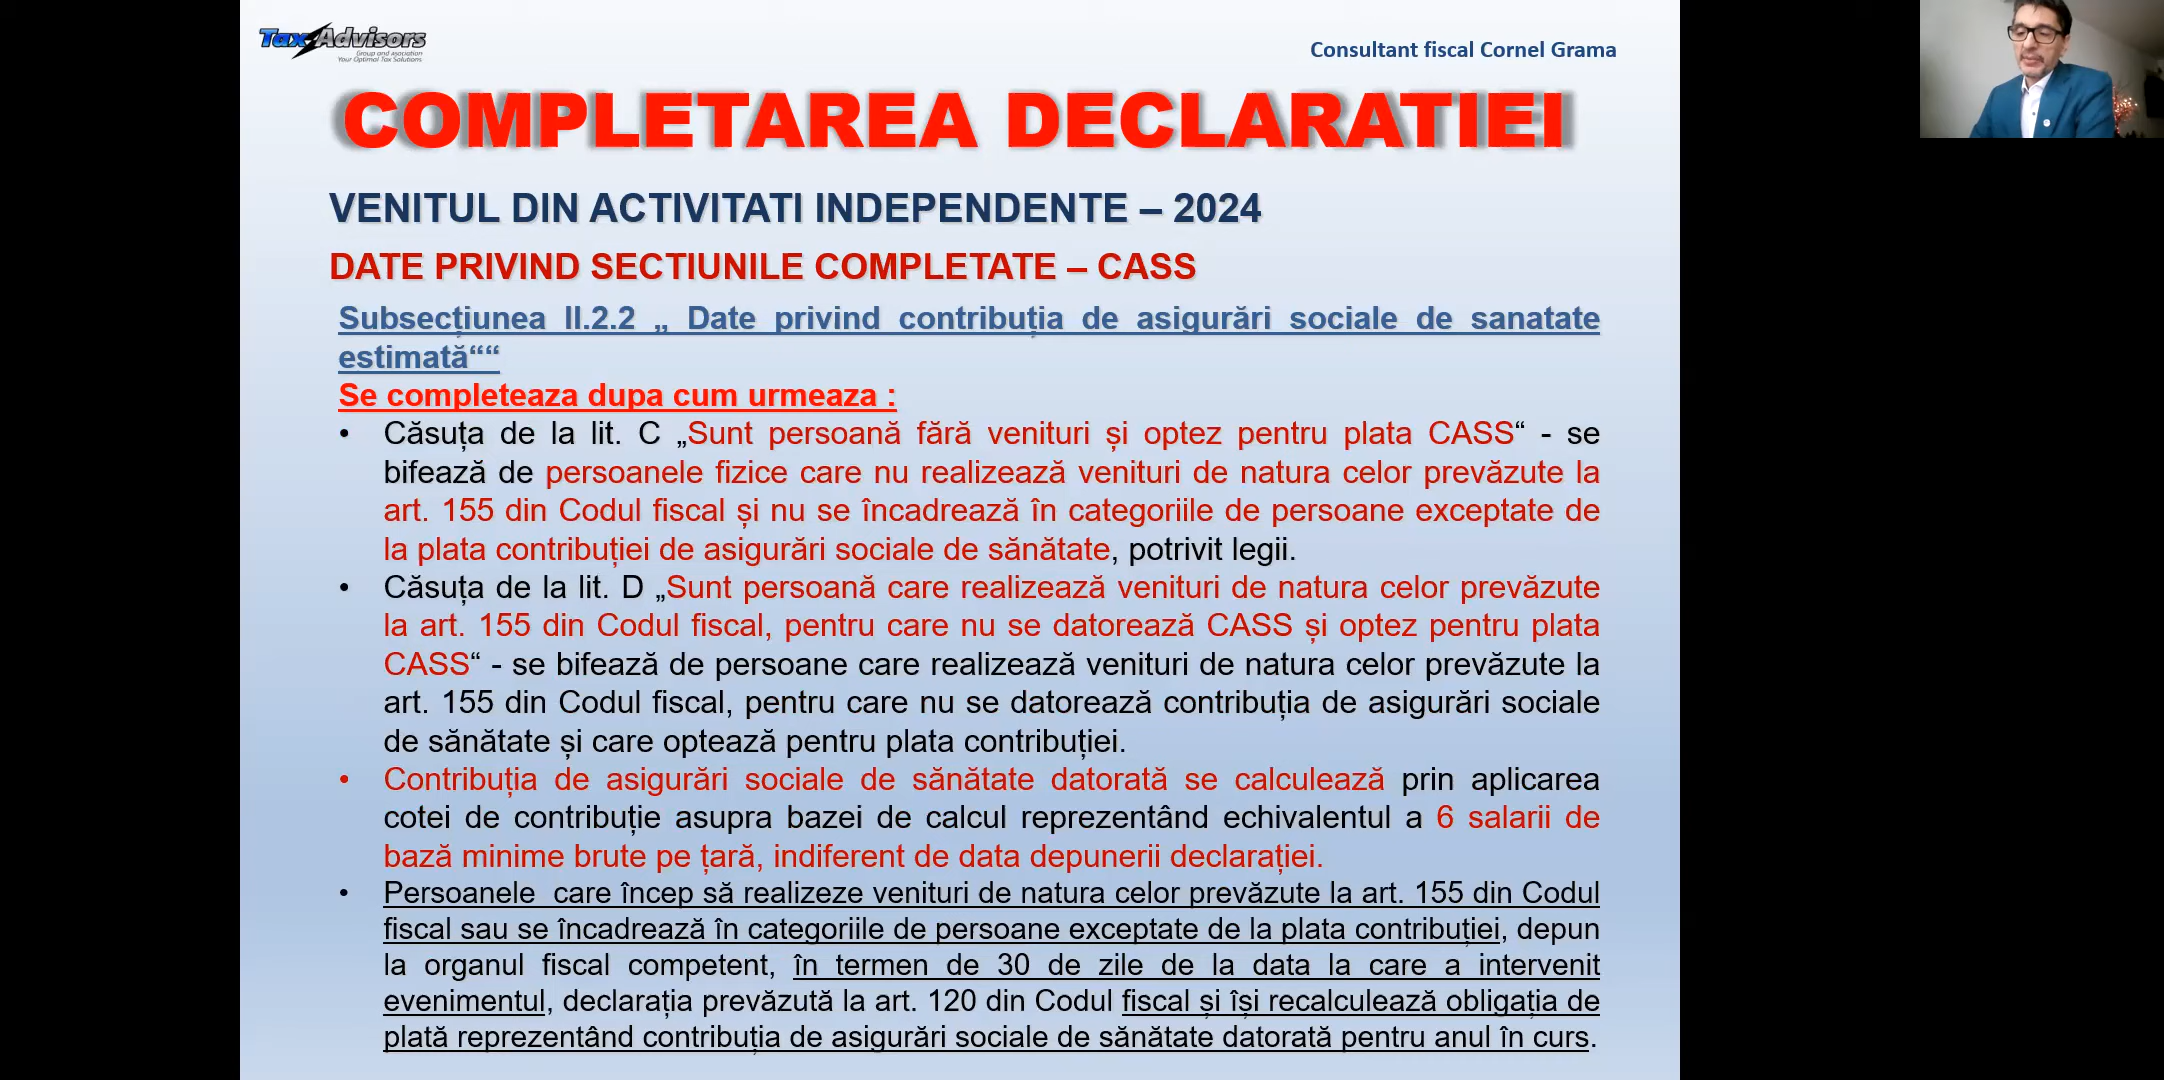 Tax Advisors
Group and Asociation
Your Optimal Tax Solutions
Consultant fiscal Cornel Grama
COMPLETAREA DECLARATIEI
VENITUL DIN ACTIVITATI INDEPENDENTE – 2024
DATE PRIVIND SECTIUNILE COMPLETATE – CASS
Subsecțiunea II.2.2 „ Date privind contribuția de asigurări sociale de sanatate
estimată““
Se completeaza dupa cum urmeaza :
• Căsuța de la lit. C „Sunt persoană fără venituri și optez pentru plata CASS“ - se
bifează de persoanele fizice care nu realizează venituri de natura celor prevăzute la
art. 155 din Codul fiscal și nu se încadrează în categoriile de persoane exceptate de
la plata contribuției de asigurări sociale de sănătate, potrivit legii.
• Căsuța de la lit. D „Sunt persoană care realizează venituri de natura celor prevăzute
la art. 155 din Codul fiscal, pentru care nu se datorează CASS și optez pentru plata
CASS“ - se bifează de persoane care realizează venituri de natura celor prevăzute la
art. 155 din Codul fiscal, pentru care nu se datorează contribuția de asigurări sociale
de sănătate și care optează pentru plata contribuției.
• Contribuția de asigurări sociale de sănătate datorată se calculează prin aplicarea
cotei de contribuție asupra bazei de calcul reprezentând echivalentul a 6 salarii de
bază minime brute pe țară, indiferent de data depunerii declarației.
• Persoanele care încep să realizeze venituri de natura celor prevăzute la art. 155 din Codul
fiscal sau se încadrează în categoriile de persoane exceptate de la plata contribuției, depun
la organul fiscal competent, în termen de 30 de zile de la data la care a intervenit
evenimentul, declarația prevăzută la art. 120 din Codul fiscal și își recalculează obligația de
plată reprezentând contribuția de asigurări sociale de sănătate datorată pentru anul în curs.